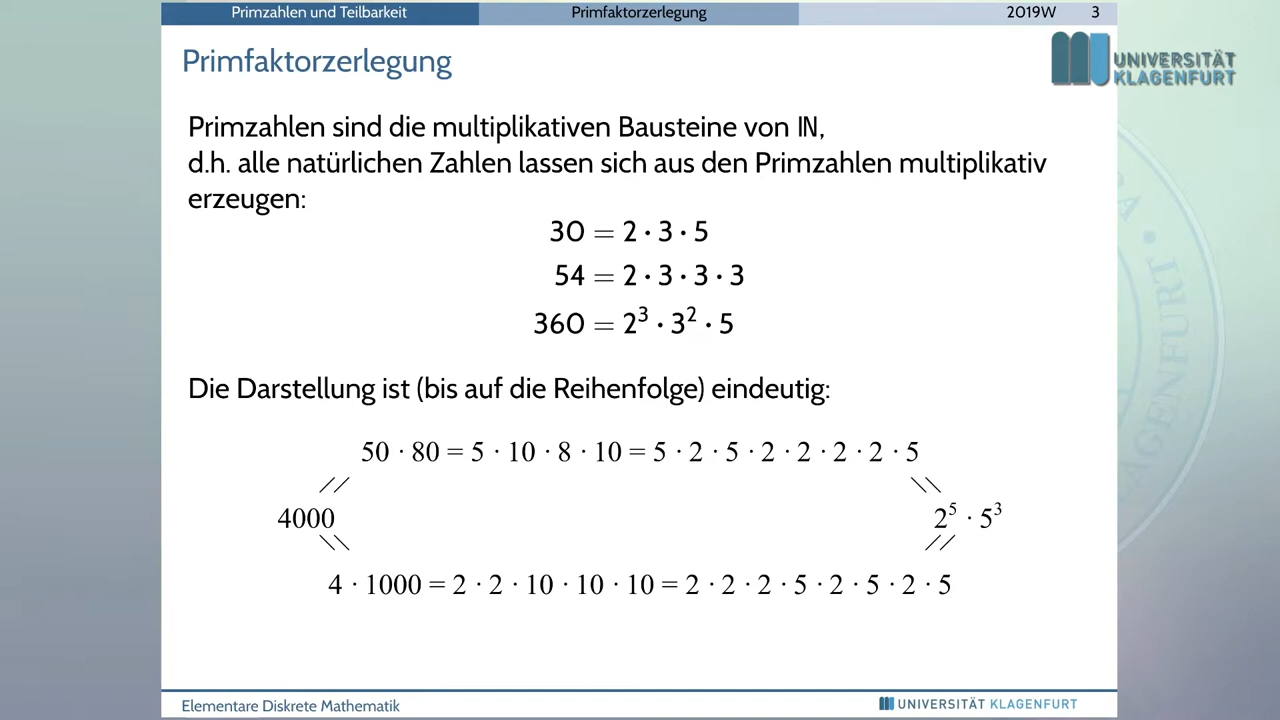 Primzahlen und Teilbarkeit Primfaktorzerlegung 2019W 3
Primfaktorzerlegung
UNIVERSITÄT
KLAGENFURT
Primzahlen sind die multiplikativen Bausteine von ℕ,
d.h. alle natürlichen Zahlen lassen sich aus den Primzahlen multiplikativ
erzeugen:
30 = 2 · 3 · 5
54 = 2 · 3 · 3 · 3
360 = 2³ · 3² · 5
Die Darstellung ist (bis auf die Reihenfolge) eindeutig:
50 · 80 = 5 · 10 · 8 · 10 = 5 · 2 · 5 · 2 · 2 · 2 · 2 · 5
4000 2⁵ · 5³
4 · 1000 = 2 · 2 · 10 · 10 · 10 = 2 · 2 · 2 · 5 · 2 · 5 · 2 · 5
Elementare Diskrete Mathematik UNIVERSITÄT KLAGENFURT